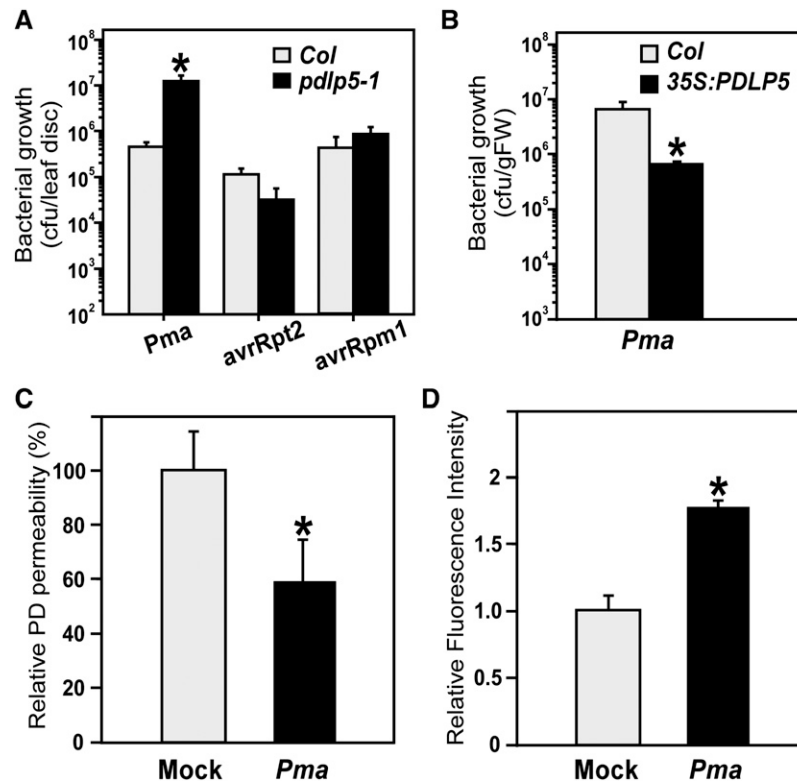 A
Bacterial growth
(cfu/leaf disc)
10⁸
10⁷
10⁶
10⁵
10⁴
10³
10²
*
Col
pdlp5-1
Pma
avrRpt2
avrRpm1
B
Bacterial growth
(cfu/gFW)
10⁸
10⁷
10⁶
10⁵
10⁴
10³
Col
35S:PDLP5
*
Pma
C
Relative PD permeability (%)
100
80
60
40
20
0
*
Mock
Pma
D
Relative Fluorescence Intensity
2
1.5
1.0
0.5
0
*
Mock
Pma